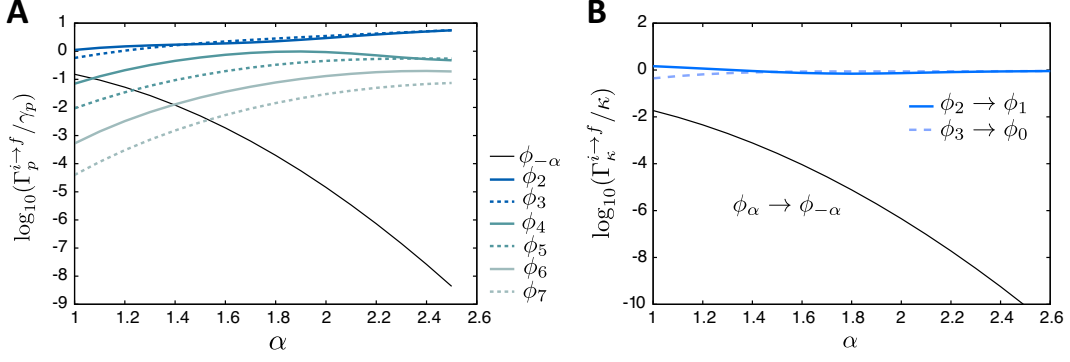 A
log₁₀(Γₚ^{i→f}/γₚ)
1
0
-1
-2
-3
-4
-5
-6
-7
-8
-9
1
1.2
1.4
1.6
1.8
2
2.2
2.4
2.6
α
ϕ₋α
ϕ₂
ϕ₃
ϕ₄
ϕ₅
ϕ₆
ϕ₇
B
log₁₀(Γ_κ^{i→f}/κ)
2
0
-2
-4
-6
-8
-10
1
1.2
1.4
1.6
1.8
2
2.2
2.4
2.6
α
ϕ₂ → ϕ₁
ϕ₃ → ϕ₀
ϕα → ϕ₋α